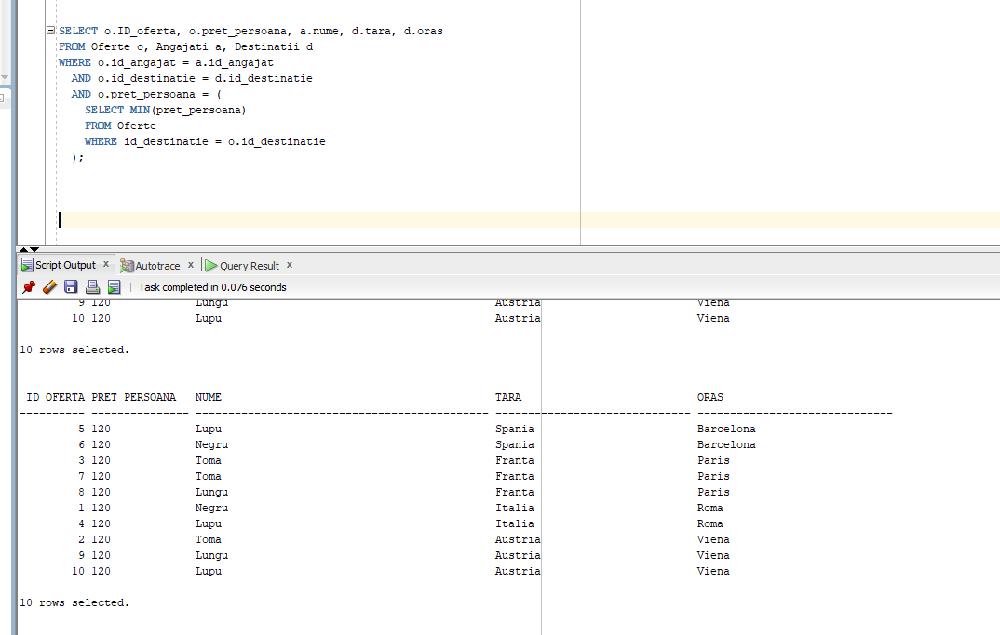 SELECT o.ID_oferta, o.pret_persoana, a.nume, d.tara, d.oras
FROM Oferte o, Angajati a, Destinatii d
WHERE o.id_angajat = a.id_angajat
AND o.id_destinatie = d.id_destinatie
AND o.pret_persoana = (
SELECT MIN(pret_persoana)
FROM Oferte
WHERE id_destinatie = o.id_destinatie
);
Script Output x Autotrace x Query Result x
Task completed in 0.076 seconds
9 120 Lungu Austria Viena
10 120 Lupu Austria Viena
10 rows selected.
ID_OFERTA PRET_PERSOANA NUME TARA ORAS
---------- --------------- --------------------------------------------- ------------------------------ ------------------------------
5 120 Lupu Spania Barcelona
6 120 Negru Spania Barcelona
3 120 Toma Franta Paris
7 120 Toma Franta Paris
8 120 Lungu Franta Paris
1 120 Negru Italia Roma
4 120 Lupu Italia Roma
2 120 Toma Austria Viena
9 120 Lungu Austria Viena
10 120 Lupu Austria Viena
10 rows selected.